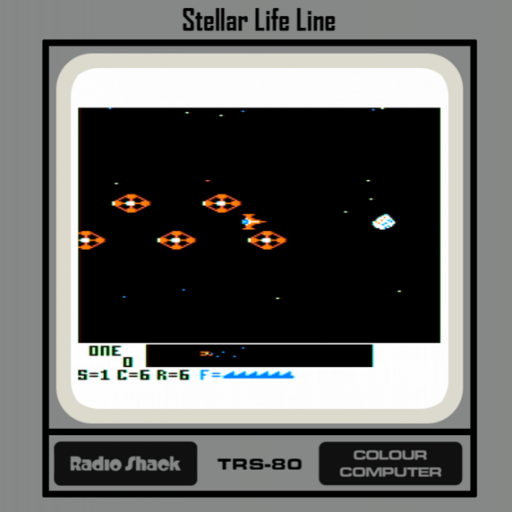 Stellar Life Line
ONE
0
S=1 C=6 R=6 F=
Radio Shack
TRS-80
COLOUR
COMPUTER